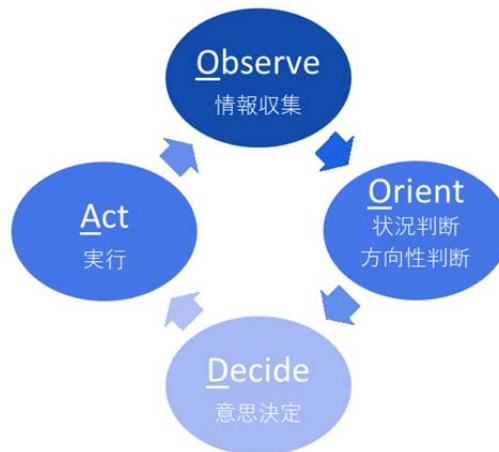 Observe
情報収集
Orient
状況判断
方向性判断
Decide
意思決定
Act
実行